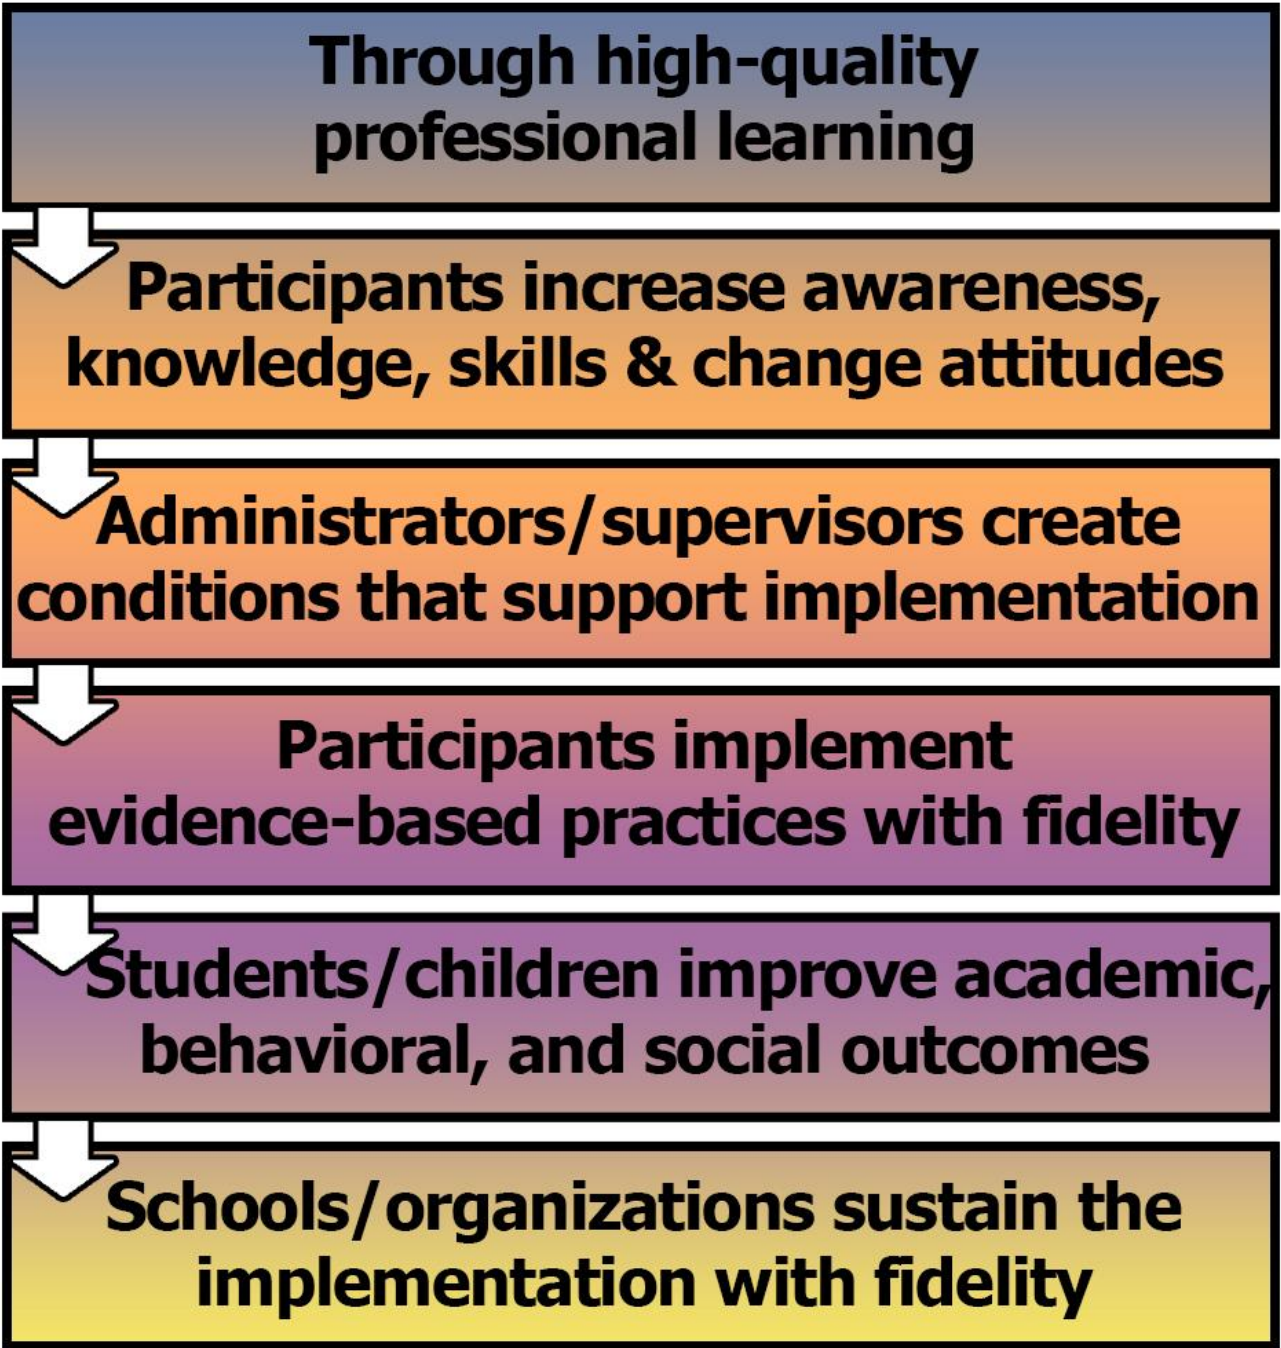 Through high-quality
professional learning
Participants increase awareness,
knowledge, skills & change attitudes
Administrators/supervisors create
conditions that support implementation
Participants implement
evidence-based practices with fidelity
Students/children improve academic,
behavioral, and social outcomes
Schools/organizations sustain the
implementation with fidelity